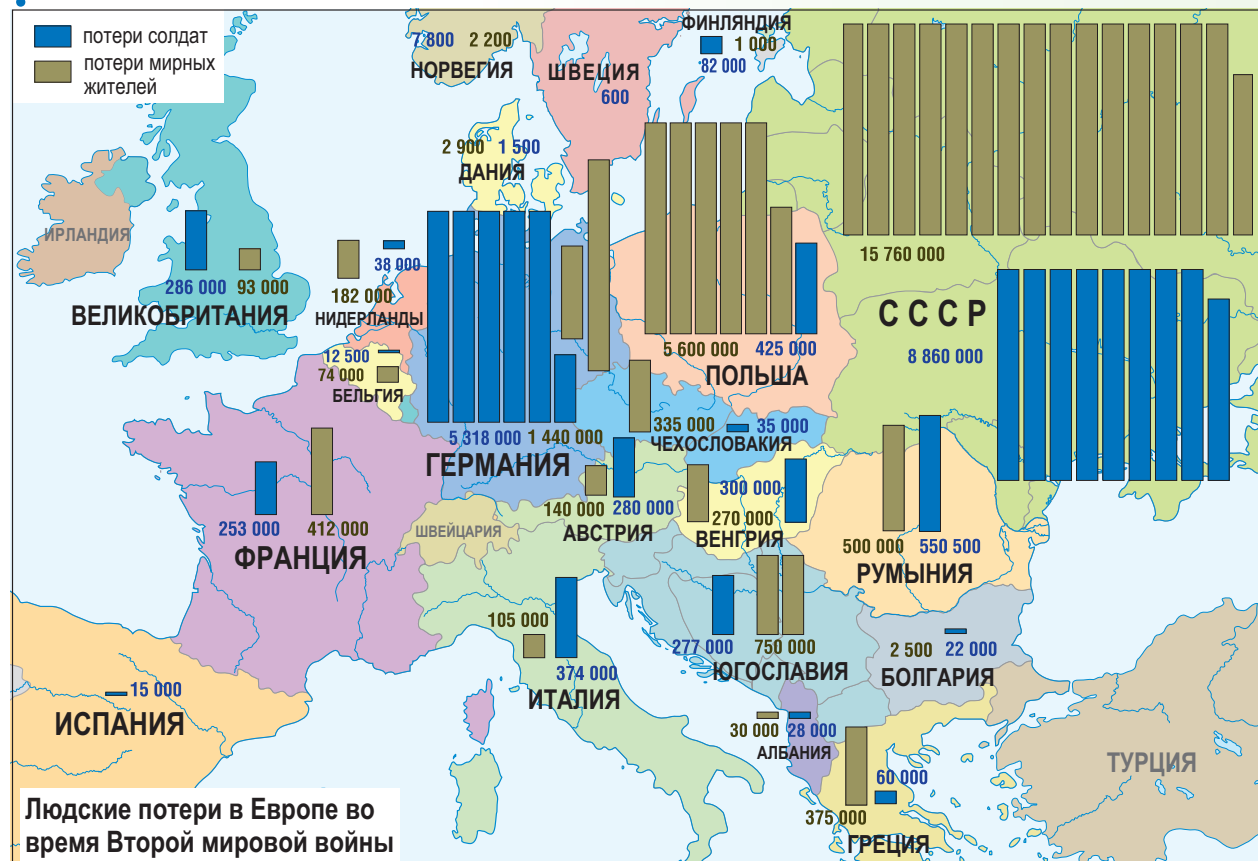 потери солдат
потери мирных
жителей
7 800 2 200
НОРВЕГИЯ
ШВЕЦИЯ
600
ФИНЛЯНДИЯ
1 000
82 000
2 900 1 500
ДАНИЯ
ИРЛАНДИЯ
286 000 93 000
ВЕЛИКОБРИТАНИЯ
38 000
182 000
НИДЕРЛАНДЫ
12 500
74 000
БЕЛЬГИЯ
5 318 000 1 440 000
ГЕРМАНИЯ
5 600 000 425 000
ПОЛЬША
15 760 000
СССР
8 860 000
335 000 35 000
ЧЕХОСЛОВАКИЯ
253 000 412 000
ФРАНЦИЯ
ШВЕЙЦАРИЯ
140 000 280 000
АВСТРИЯ
300 000
270 000
ВЕНГРИЯ
500 000 550 500
РУМЫНИЯ
105 000
374 000
ИТАЛИЯ
277 000 750 000
ЮГОСЛАВИЯ
2 500 22 000
БОЛГАРИЯ
15 000
ИСПАНИЯ
30 000 28 000
АЛБАНИЯ
60 000
375 000
ГРЕЦИЯ
ТУРЦИЯ
Людские потери в Европе во
время Второй мировой войны